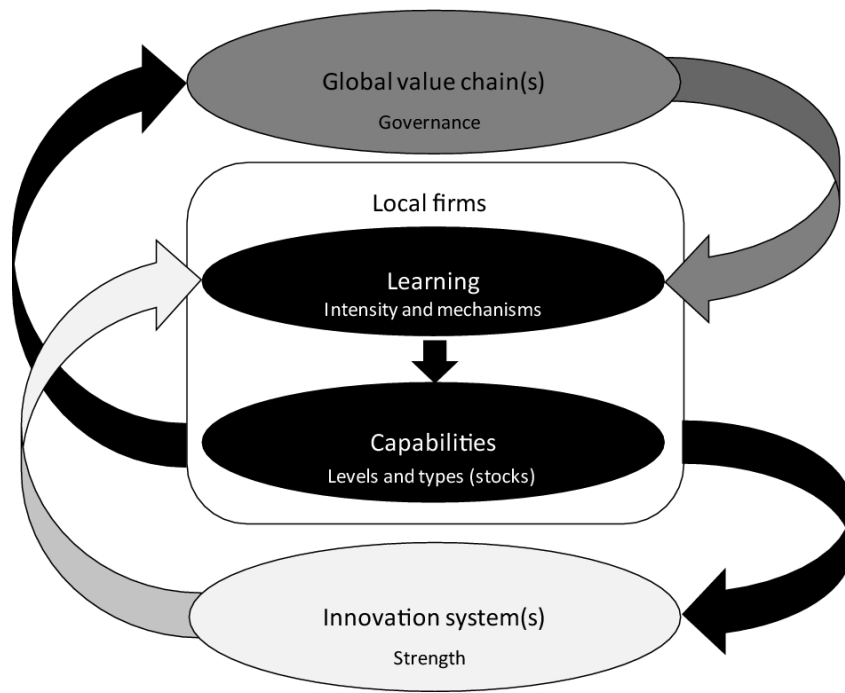 Global value chain(s)
Governance
Local firms
Learning
Intensity and mechanisms
Capabilities
Levels and types (stocks)
Innovation system(s)
Strength